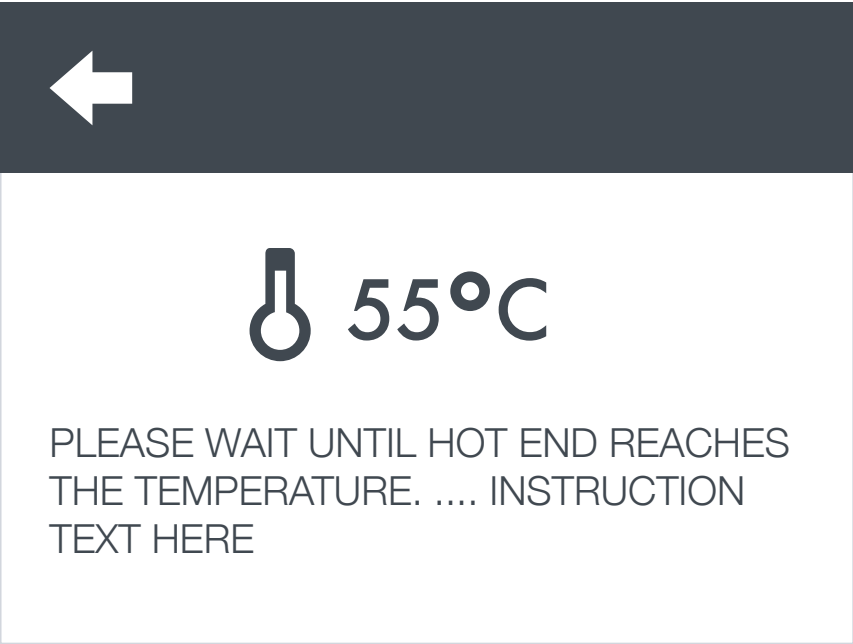 55°C
PLEASE WAIT UNTIL HOT END REACHES
THE TEMPERATURE. .... INSTRUCTION
TEXT HERE